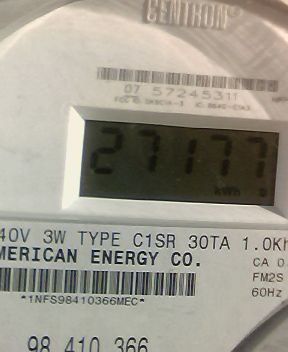 CENTRON®
07 57245311
27177
kWh
40V 3W TYPE C1SR 30TA 1.0Kh
MERICAN ENERGY CO.
CA 0
FM2S
*1NFS98410366MEC*
60Hz
98 410 366